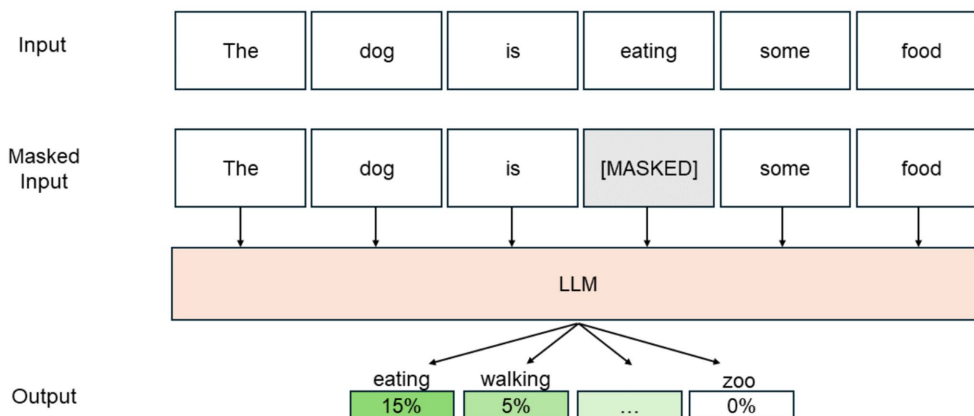 Input The dog is eating some food
Masked
Input The dog is [MASKED] some food
LLM
eating walking zoo
Output 15% 5% ... 0%